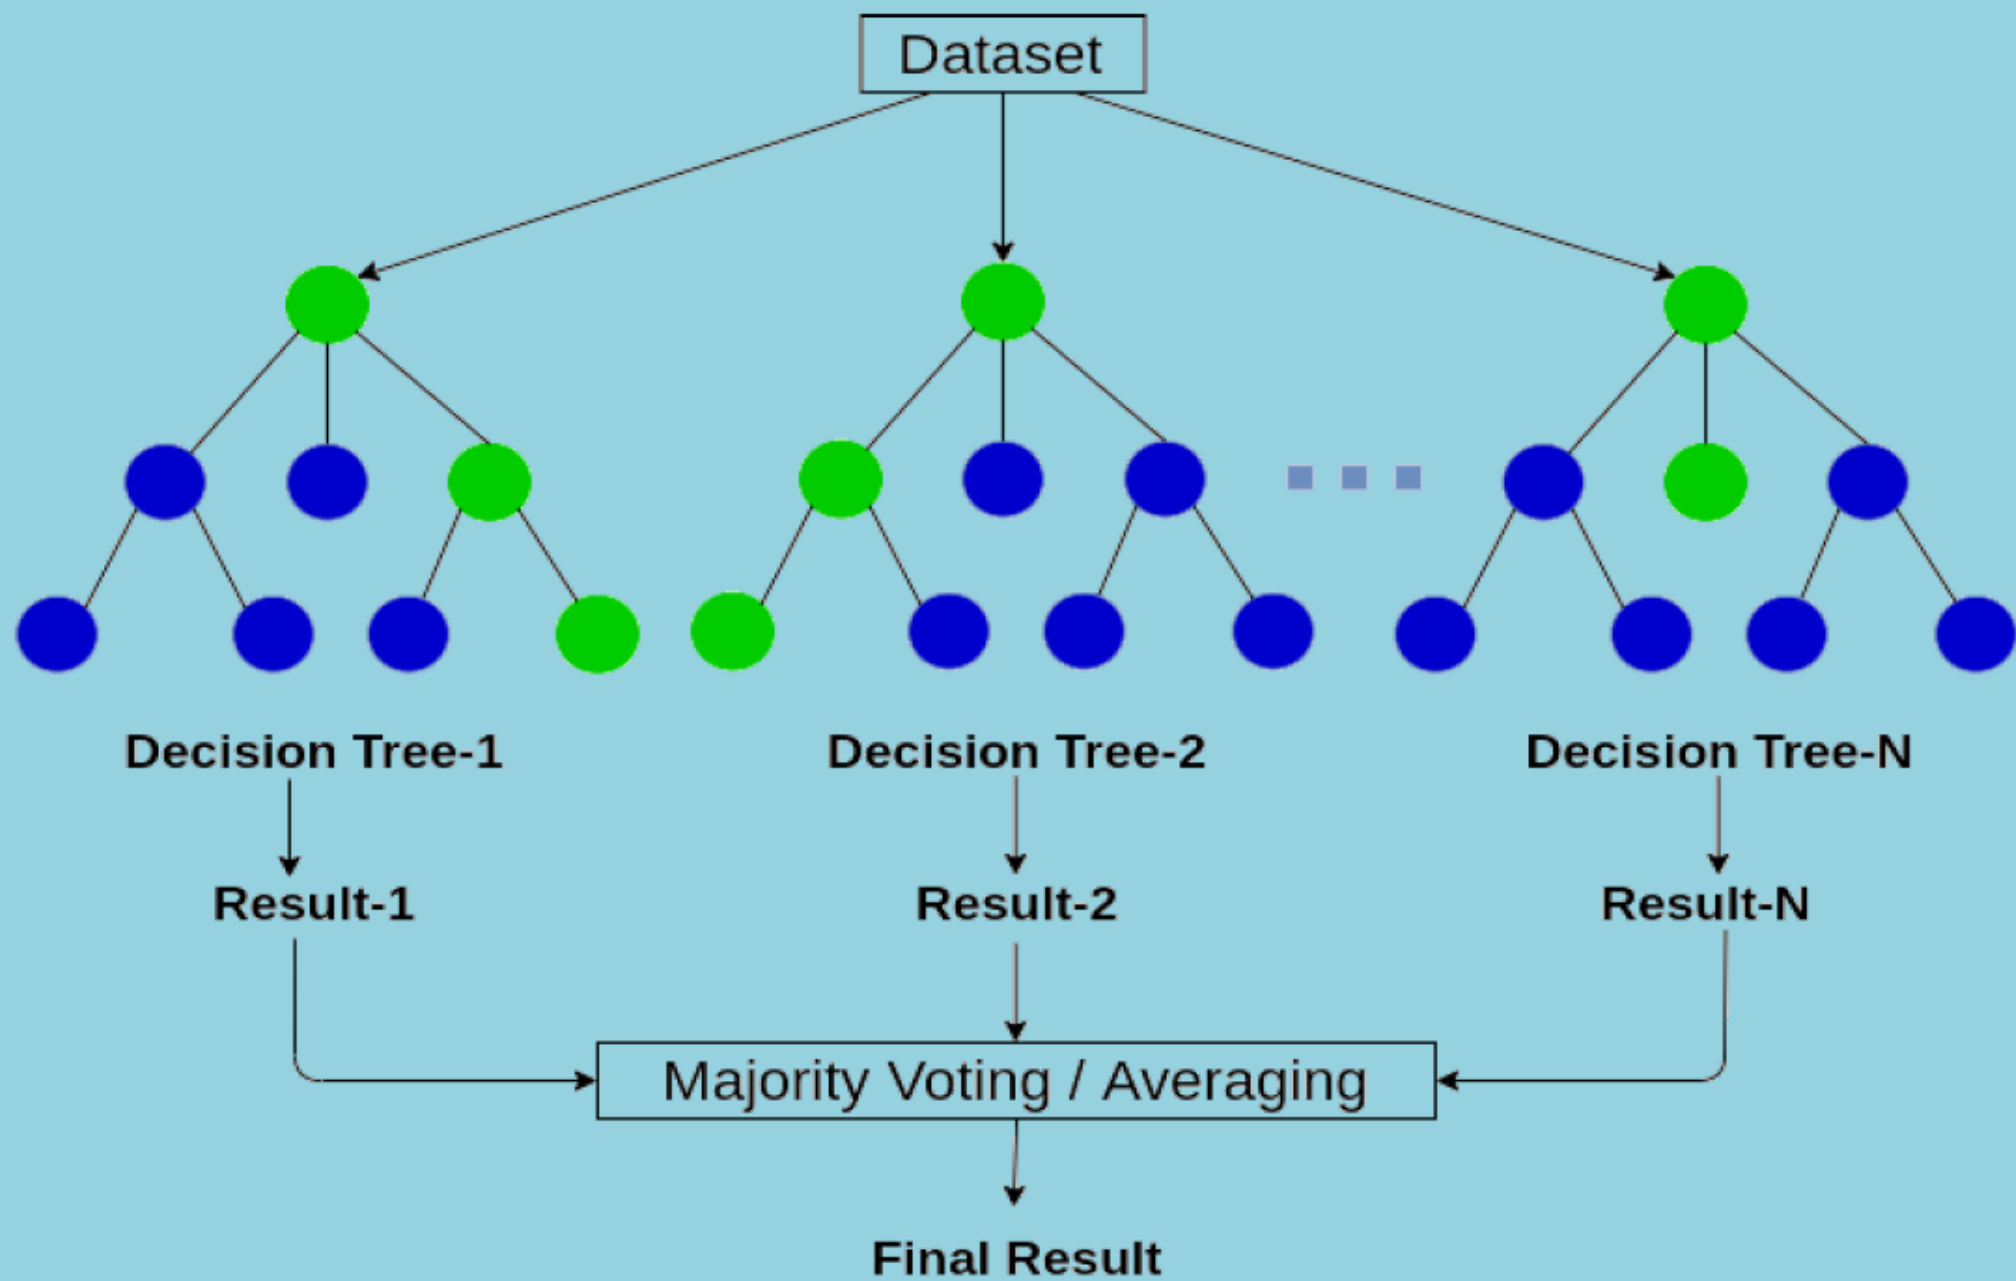 Dataset
Decision Tree-1
Decision Tree-2
Decision Tree-N
Result-1
Result-2
Result-N
Majority Voting / Averaging
Final Result